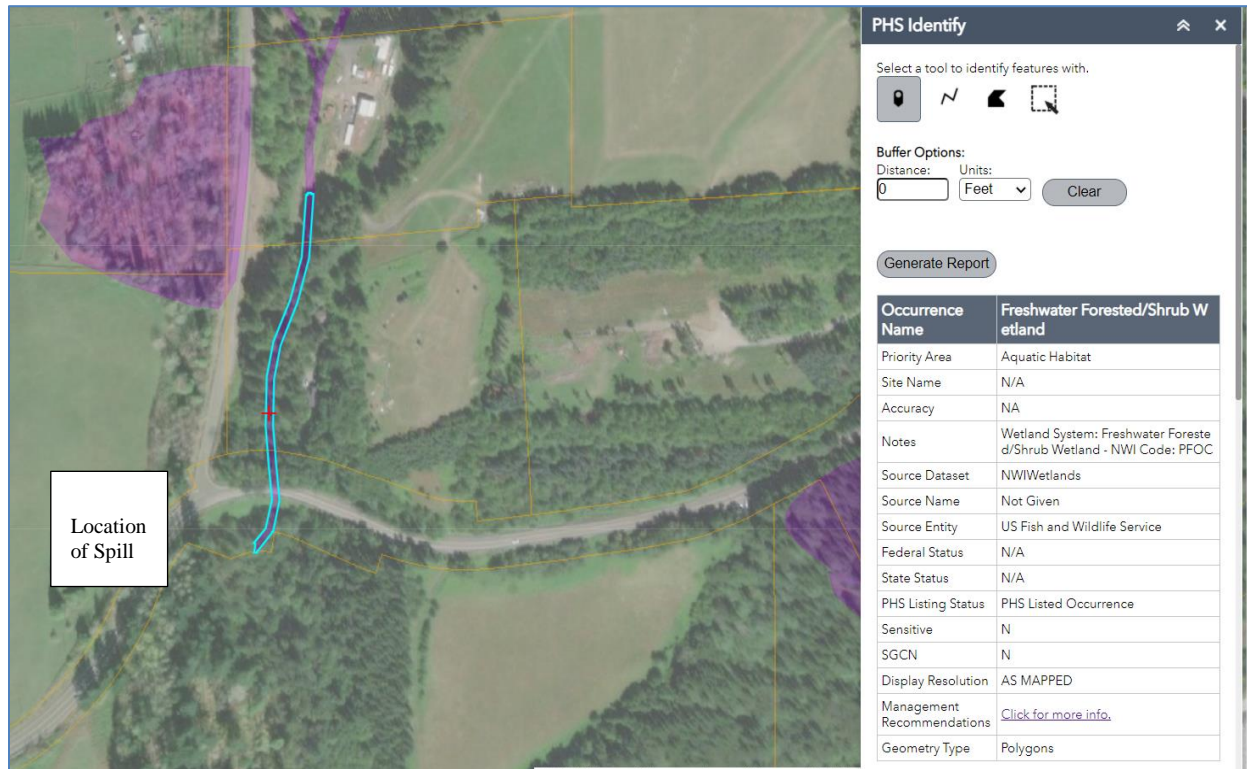 Location
of Spill
PHS Identify
Select a tool to identify features with.
Buffer Options:
Distance: Units:
0 Feet Clear
Generate Report
Occurrence Freshwater Forested/Shrub W
Name etland
Priority Area Aquatic Habitat
Site Name N/A
Accuracy NA
Notes Wetland System: Freshwater Foreste
d/Shrub Wetland - NWI Code: PFOC
Source Dataset NWIWetlands
Source Name Not Given
Source Entity US Fish and Wildlife Service
Federal Status N/A
State Status N/A
PHS Listing Status PHS Listed Occurrence
Sensitive N
SGCN N
Display Resolution AS MAPPED
Management
Recommendations Click for more info.
Geometry Type Polygons